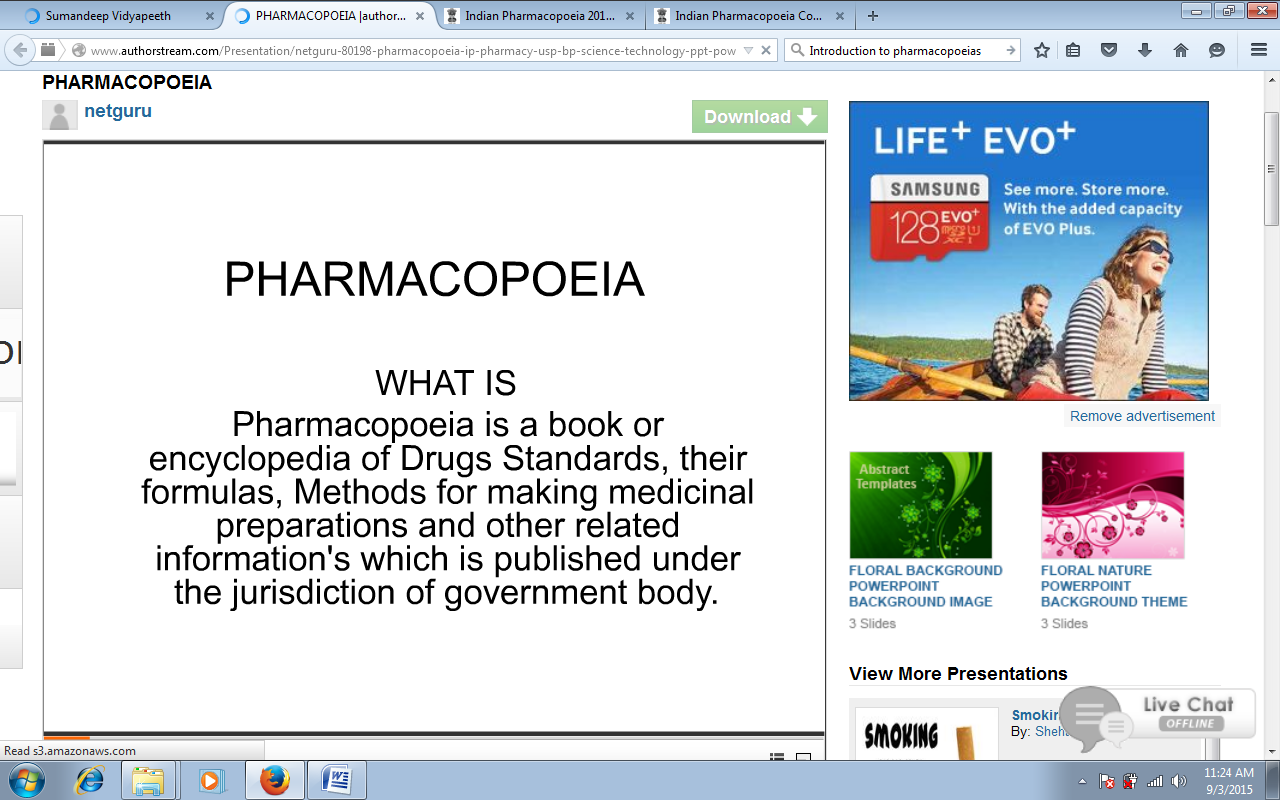 Sumandeep Vidyapeeth
PHARMACOPOEIA |author...
Indian Pharmacopoeia 201...
Indian Pharmacopoeia Co...
www.authorstream.com/Presentation/netguru-80198-pharmacopoeia-ip-pharmacy-usp-bp-science-technology-ppt-pow
Introduction to pharmacopoeias
PHARMACOPOEIA
netguru
Download
PHARMACOPOEIA
WHAT IS
Pharmacopoeia is a book or
encyclopedia of Drugs Standards, their
formulas, Methods for making medicinal
preparations and other related
information's which is published under
the jurisdiction of government body.
LIFE+ EVO+
SAMSUNG
128 EVO+
See more. Store more.
With the added capacity
of EVO Plus.
Remove advertisement
Abstract
Templates
FLORAL BACKGROUND
POWERPOINT
BACKGROUND IMAGE
3 Slides
FLORAL NATURE
POWERPOINT
BACKGROUND THEME
3 Slides
View More Presentations
SMOKING
By:
Live Chat
OFFLINE
Read s3.amazonaws.com
11:24 AM
9/3/2015